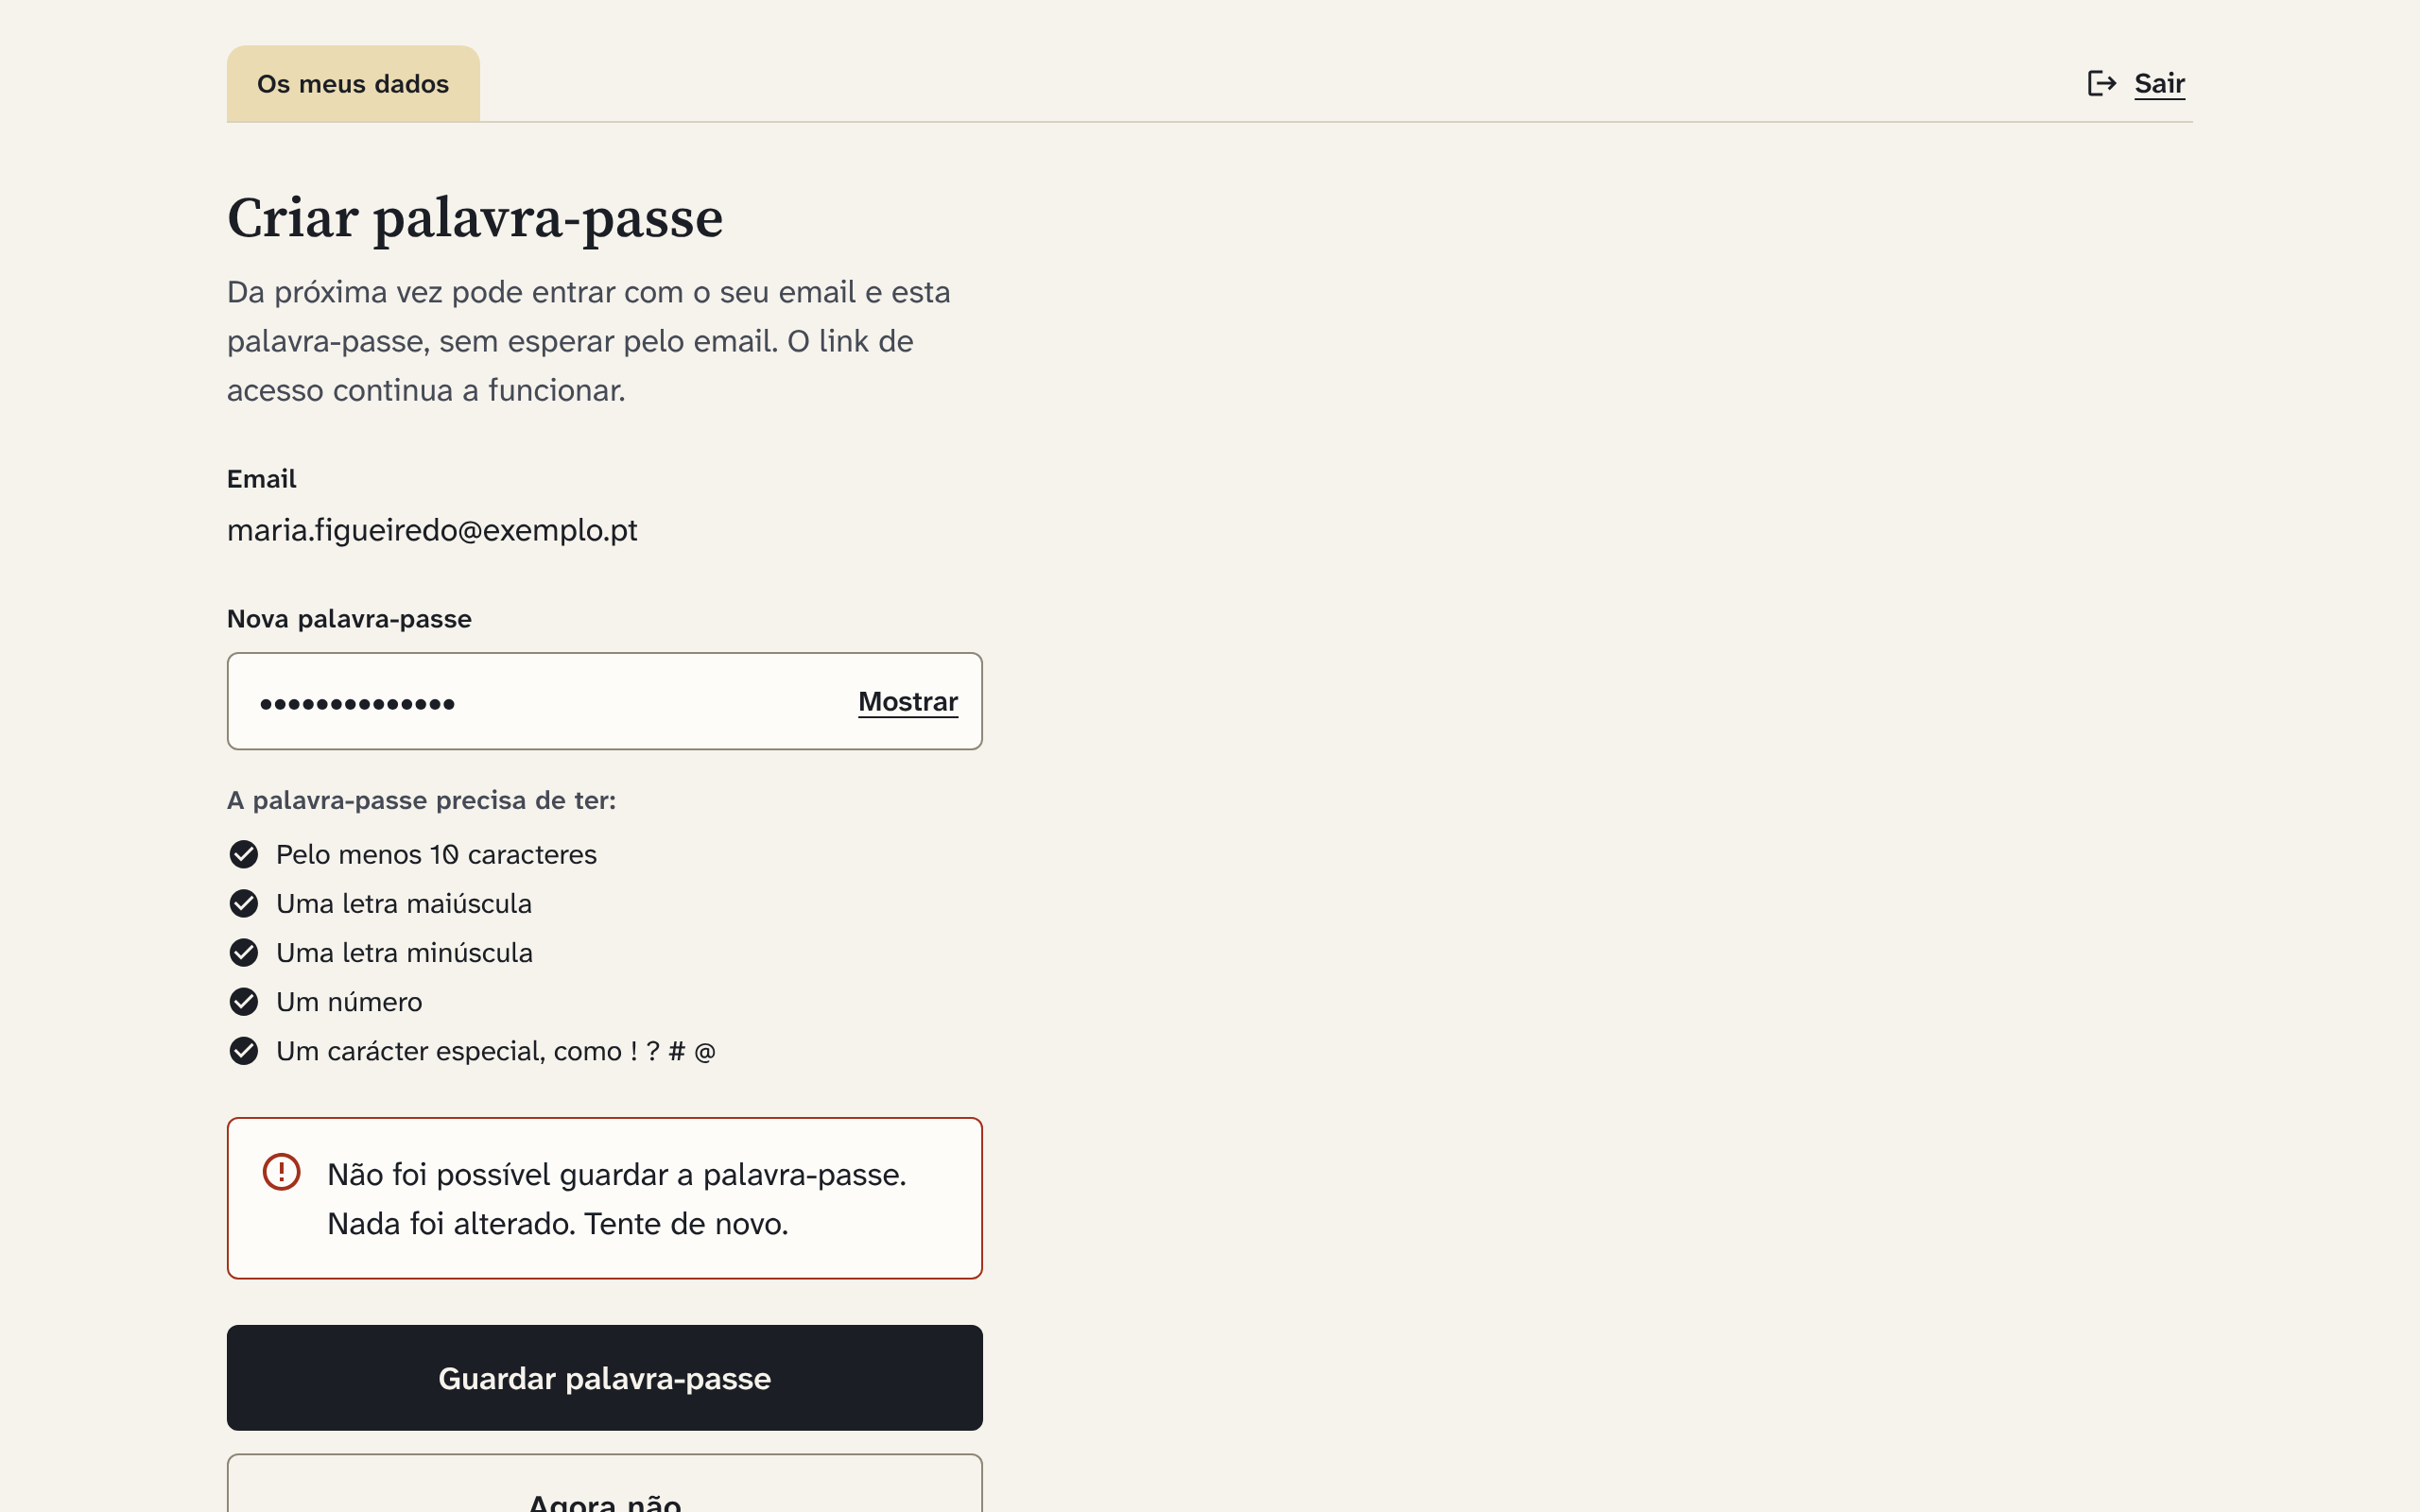 Os meus dados
Sair
Criar palavra-passe
Da próxima vez pode entrar com o seu email e esta
palavra-passe, sem esperar pelo email. O link de
acesso continua a funcionar.
Email
maria.figueiredo@exemplo.pt
Nova palavra-passe
••••••••••••••
Mostrar
A palavra-passe precisa de ter:
Pelo menos 10 caracteres
Uma letra maiúscula
Uma letra minúscula
Um número
Um carácter especial, como ! ? # @
Não foi possível guardar a palavra-passe.
Nada foi alterado. Tente de novo.
Guardar palavra-passe
Agora não